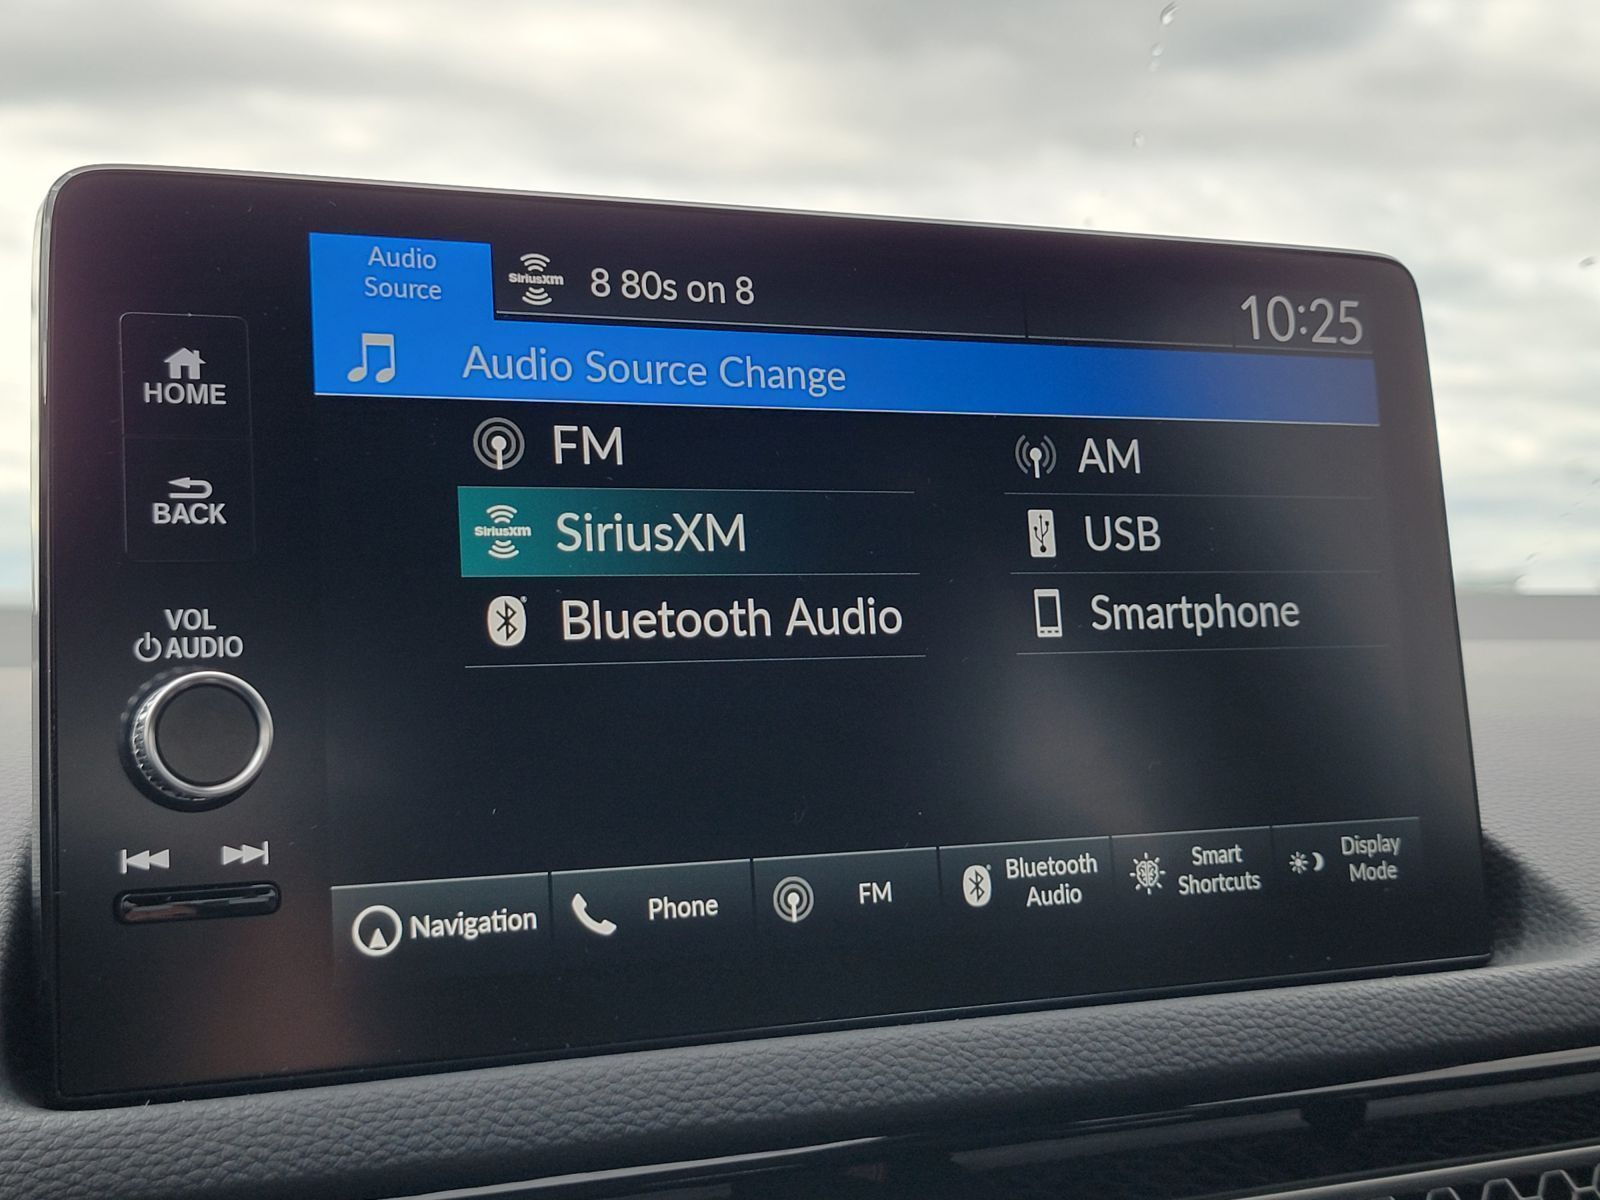 Audio
Source
SiriusXM
8 80s on 8
10:25
Audio Source Change
HOME
BACK
VOL
AUDIO
FM
AM
SiriusXM
SiriusXM
USB
Bluetooth Audio
Smartphone
Navigation
Phone
FM
Bluetooth
Audio
Smart
Shortcuts
Display
Mode